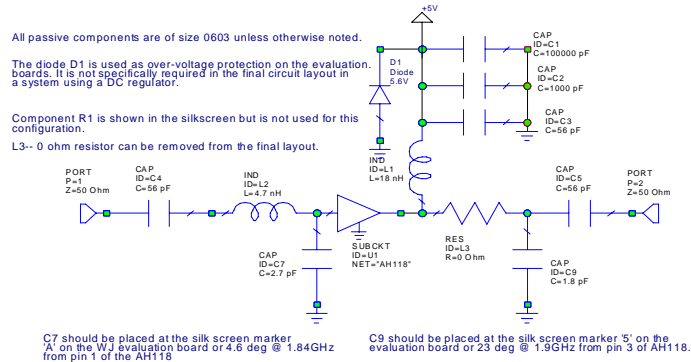 +5V
All passive components are of size 0603 unless otherwise noted.
The diode D1 is used as over-voltage protection on the evaluation.
boards. It is not specifically required in the final circuit layout in
a system using a DC regulator.
Component R1 is shown in the silkscreen but is not used for this
configuration.
L3-- 0 ohm resistor can be removed from the final layout.
CAP
ID=C1
C=100000 pF
D1
Diode
5.6V
CAP
ID=C2
C=1000 pF
CAP
ID=C3
C=56 pF
IND
ID=L1
L=18 nH
PORT
P=1
Z=50 Ohm
CAP
ID=C4
C=56 pF
IND
ID=L2
L=4.7 nH
CAP
ID=C5
C=56 pF
PORT
P=2
Z=50 Ohm
CAP
ID=C7
C=2.7 pF
SUBCKT
ID=U1
NET="AH118"
RES
ID=L3
R=0 Ohm
CAP
ID=C9
C=1.8 pF
C7 should be placed at the silk screen marker
'A' on the WJ evaluation board or 4.6 deg @ 1.84GHz
from pin 1 of the AH118
C9 should be placed at the silk screen marker '5' on the
evaluation board or 23 deg @ 1.9GHz from pin 3 of AH118.